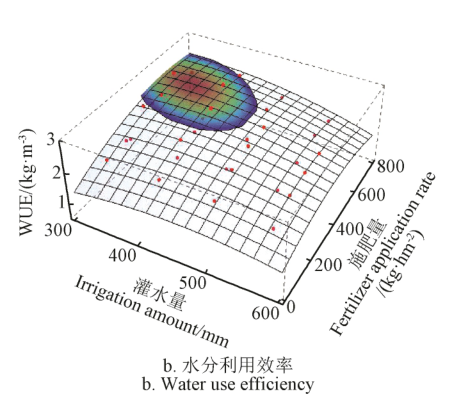 WUE/(kg·m⁻³)
3
2
1
300
400
500
600
灌水量
Irrigation amount/mm
0
200
400
600
800
施肥量
Fertilizer application rate
/(kg·hm⁻²)
b. 水分利用效率
b. Water use efficiency